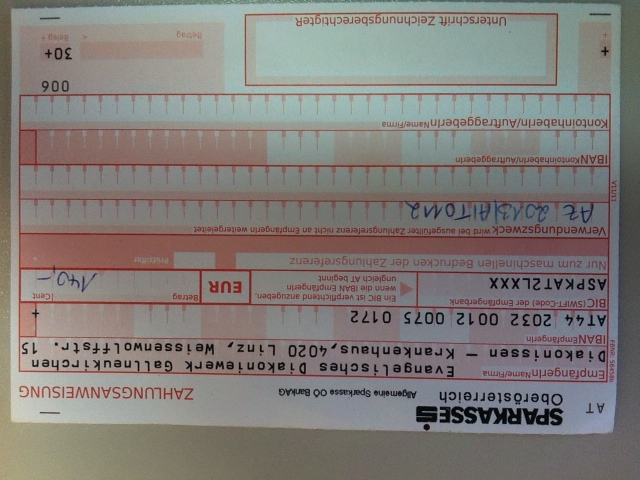 AT
SPARKASSE
Oberösterreich
Allgemeine Sparkasse OÖ BankAG
ZAHLUNGSANWEISUNG
EmpfängerIn Name/Firma
Evangelisches Diakoniewerk Gallneukirchen
Diakonissen - Krankenhaus,4020 Linz, Weissenwolffstr. 15
IBAN EmpfängerIn
AT44 2032 0012 0075 0172
BIC (SWIFT-Code) der Empfängerbank
ASPKAT2LXXX
Ein BIC ist verpflichtend anzugeben,
wenn die IBAN EmpfängerIn
ungleich AT beginnt
EUR
Betrag
140,-
Cent
+
Nur zum maschinellen Bedrucken der Zahlungsreferenz
Prüfziffer
Verwendungszweck wird bei ausgefüllter Zahlungsreferenz nicht an EmpfängerIn weitergeleitet
AZ 2013
IBAN KontoinhaberIn/AuftraggeberIn
KontoinhaberIn/AuftraggeberIn Name/Firma
006
Unterschrift ZeichnungsberechtigteR
Betrag
30+
Beleg +
+
V11/11